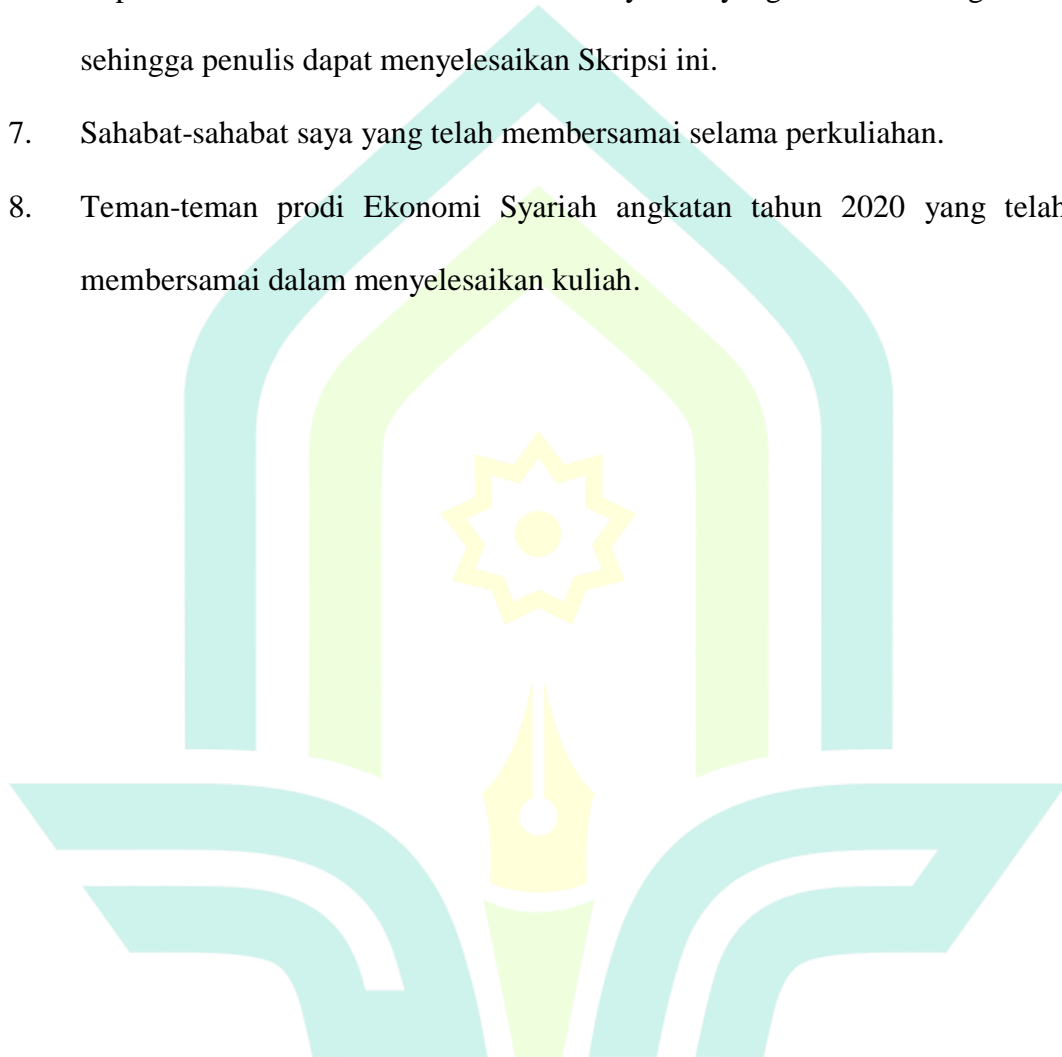 sehingga penulis dapat menyelesaikan Skripsi ini.
7. Sahabat-sahabat saya yang telah membersamai selama perkuliahan.
8. Teman-teman prodi Ekonomi Syariah angkatan tahun 2020 yang telah
membersamai dalam menyelesaikan kuliah.